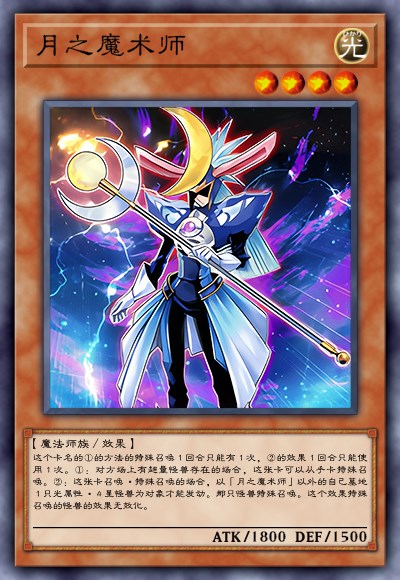 月之魔术师
光
【魔法师族／效果】
这个卡名的①的方法的特殊召唤１回合只能有１次，②的效果１回合只能使
用１次。①：对方场上有超量怪兽存在的场合，这张卡可以从手卡特殊召
唤。②：这张卡召唤・特殊召唤的场合，以「月之魔术师」以外的自己墓地
１只光属性・４星怪兽为对象才能发动。那只怪兽特殊召唤。这个效果特殊
召唤的怪兽的效果无效化。
ATK/1800 DEF/1500